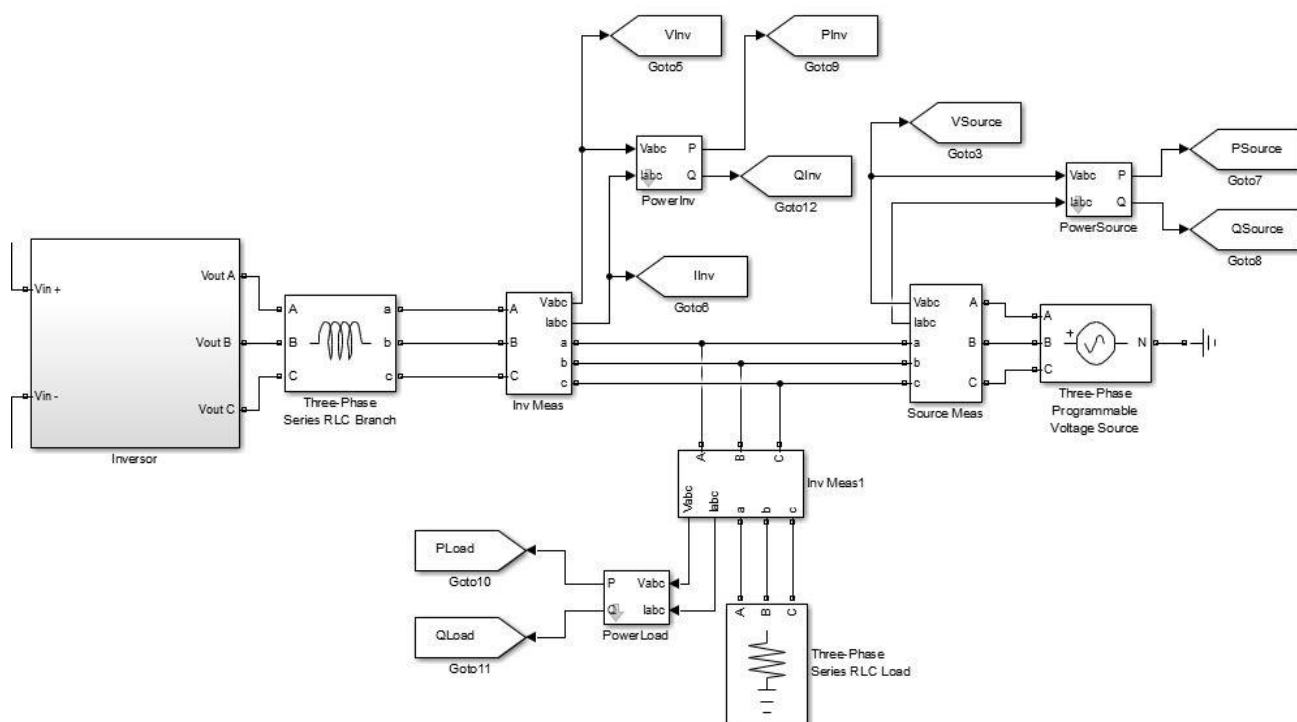 VInv
Goto5
PInv
Goto9
VSource
Goto3
Vabc
P
Iabc
Q
PowerInv
QInv
Goto12
Vabc
P
Iabc
Q
PowerSource
PSource
Goto7
QSource
Goto8
IInv
Goto6
Vin +
Vin -
Vout A
Vout B
Vout C
Inversor
A
B
C
a
b
c
Three-Phase
Series RLC Branch
A
B
C
Vabc
Iabc
a
b
c
Inv Meas
Vabc
Iabc
a
b
c
A
B
C
Source Meas
A
B
C
+
N
Three-Phase
Programmable
Voltage Source
A
B
C
Vabc
Iabc
a
b
c
Inv Meas1
PLoad
Goto10
QLoad
Goto11
P
Vabc
Q
Iabc
PowerLoad
A
B
C
Three-Phase
Series RLC Load